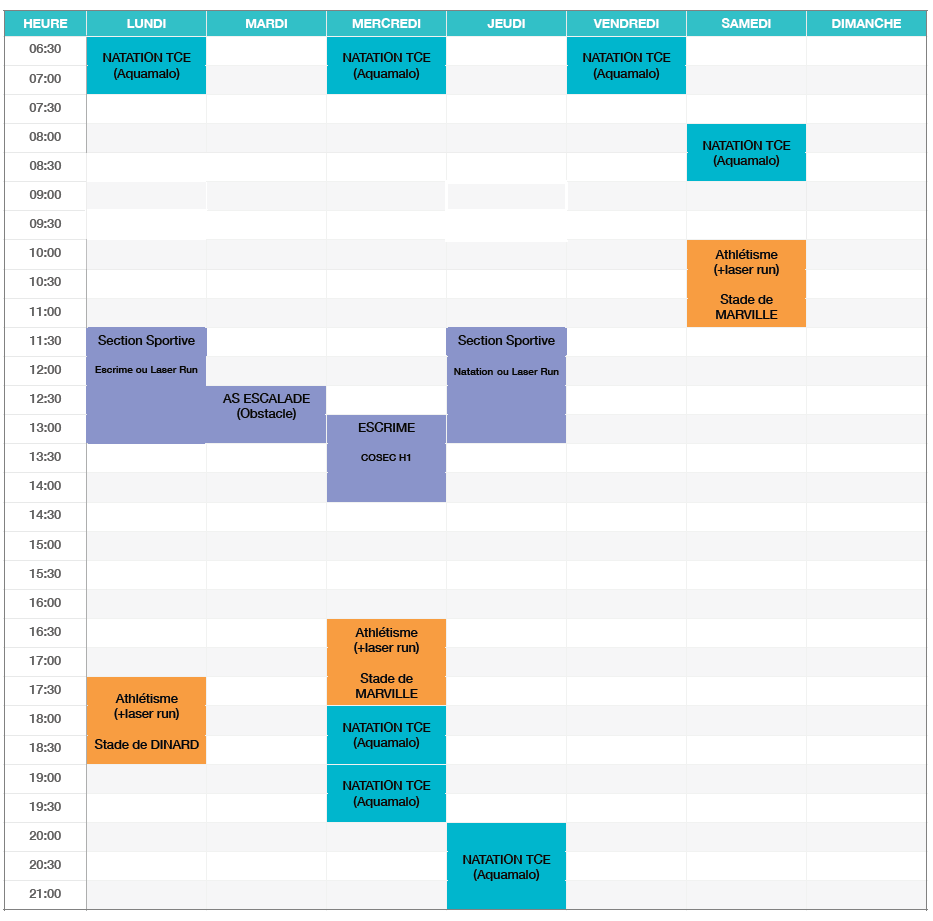 HEURE LUNDI MARDI MERCREDI JEUDI VENDREDI SAMEDI DIMANCHE
06:30
NATATION TCE
(Aquamalo)
NATATION TCE
(Aquamalo)
NATATION TCE
(Aquamalo)
07:00
07:30
08:00
NATATION TCE
(Aquamalo)
08:30
09:00
09:30
10:00
Athlétisme
(+laser run)
Stade de
MARVILLE
10:30
11:00
11:30
Section Sportive
Escrime ou Laser Run
Section Sportive
Natation ou Laser Run
12:00
12:30
AS ESCALADE
(Obstacle)
13:00
ESCRIME
COSEC H1
13:30
14:00
14:30
15:00
15:30
16:00
16:30
Athlétisme
(+laser run)
Stade de
MARVILLE
17:00
17:30
Athlétisme
(+laser run)
Stade de DINARD
18:00
NATATION TCE
(Aquamalo)
18:30
19:00
NATATION TCE
(Aquamalo)
19:30
20:00
NATATION TCE
(Aquamalo)
20:30
21:00